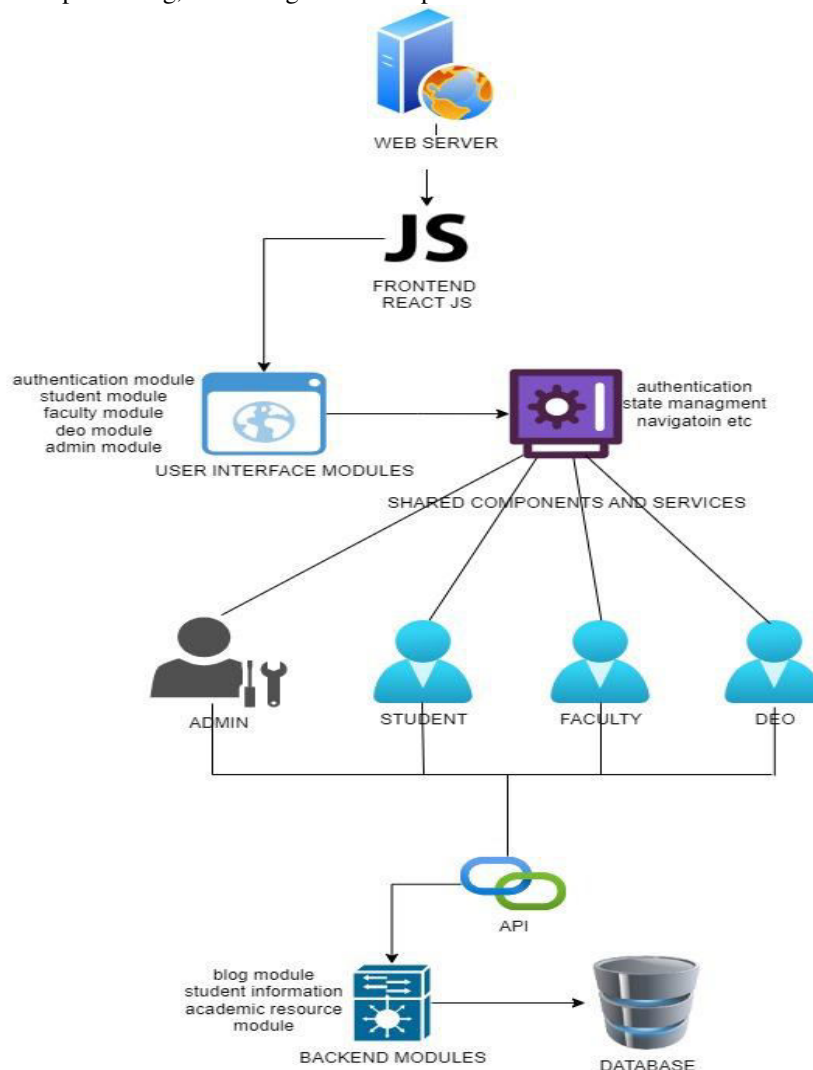 WEB SERVER
JS
FRONTEND
REACT JS
authentication module
student module
faculty module
deo module
admin module
USER INTERFACE MODULES
authentication
state managment
navigatoin etc
SHARED COMPONENTS AND SERVICES
ADMIN
STUDENT
FACULTY
DEO
API
blog module
student information
academic resource
module
BACKEND MODULES
DATABASE